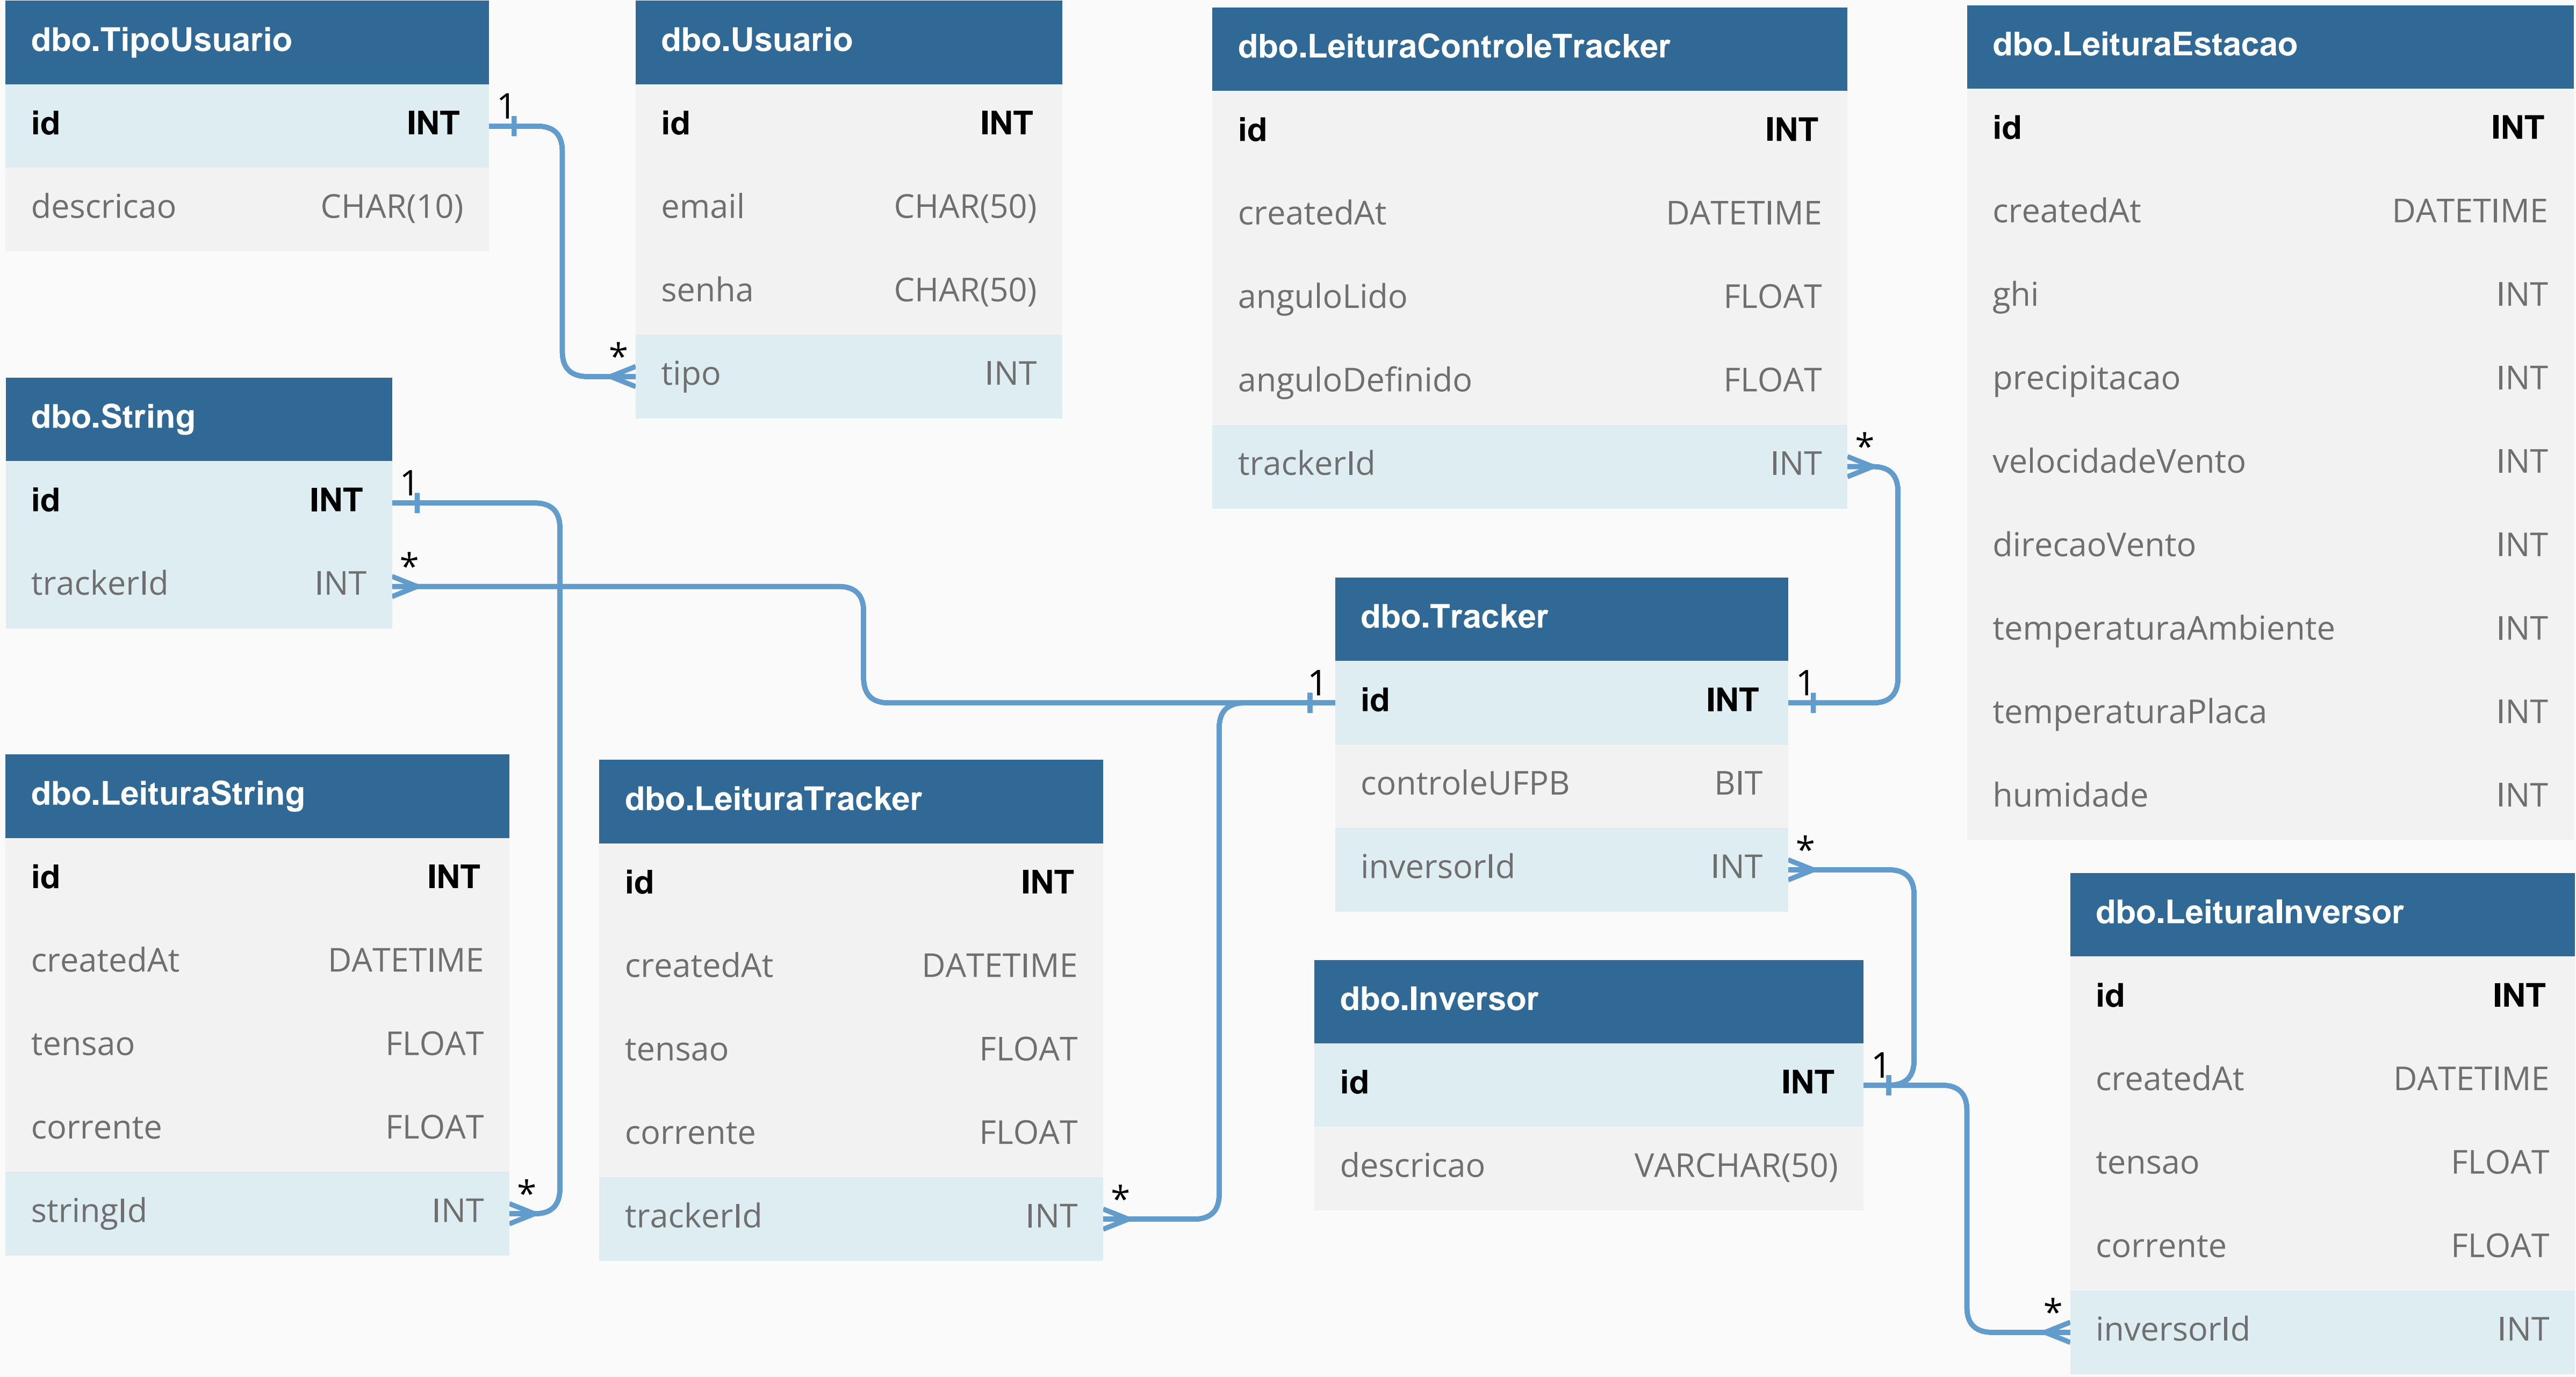 dbo.TipoUsuario
id INT
descricao CHAR(10)
1
*
dbo.Usuario
id INT
email CHAR(50)
senha CHAR(50)
tipo INT
dbo.LeituraControleTracker
id INT
createdAt DATETIME
anguloLido FLOAT
anguloDefinido FLOAT
trackerId INT
*
dbo.LeituraEstacao
id INT
createdAt DATETIME
ghi INT
precipitacao INT
velocidadeVento INT
direcaoVento INT
temperaturaAmbiente INT
temperaturaPlaca INT
humidade INT
dbo.String
id INT
trackerId INT
1
*
dbo.Tracker
1
id INT
1
controleUFPB BIT
inversorId INT
*
dbo.LeituraString
id INT
createdAt DATETIME
tensao FLOAT
corrente FLOAT
stringId INT
*
dbo.LeituraTracker
id INT
createdAt DATETIME
tensao FLOAT
corrente FLOAT
trackerId INT
*
dbo.Inversor
id INT
1
descricao VARCHAR(50)
dbo.LeituraInversor
id INT
createdAt DATETIME
tensao FLOAT
corrente FLOAT
*
inversorId INT